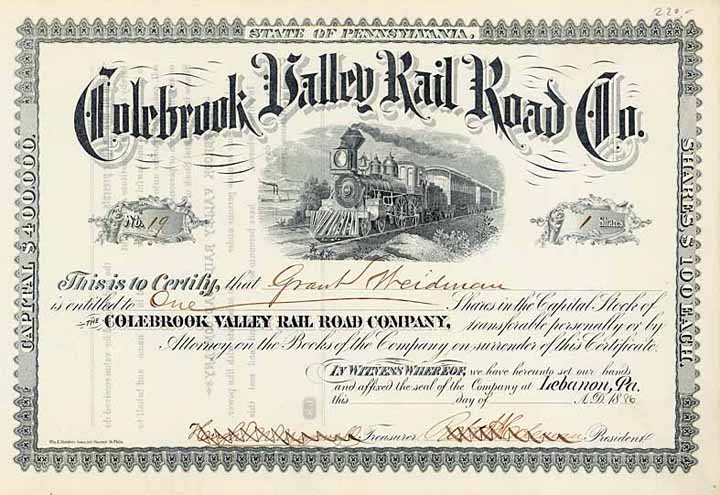 220.-
STATE OF PENNSYLVANIA,
Colebrook Valley Rail Road Co.
CAPITAL $400,000.
SHARES $100 EACH.
No. 19
1 Shares
This is to Certify, that Grant Weidman
is entitled to One Shares in the Capital Stock of
THE COLEBROOK VALLEY RAIL ROAD COMPANY, transferable personally or by
Attorney on the Books of the Company on surrender of this Certificate.
IN WITNESS WHEREOF, we have hereunto set our hands
and affixed the seal of the Company at Lebanon, Pa.
this day of A.D. 1886
Treasurer President